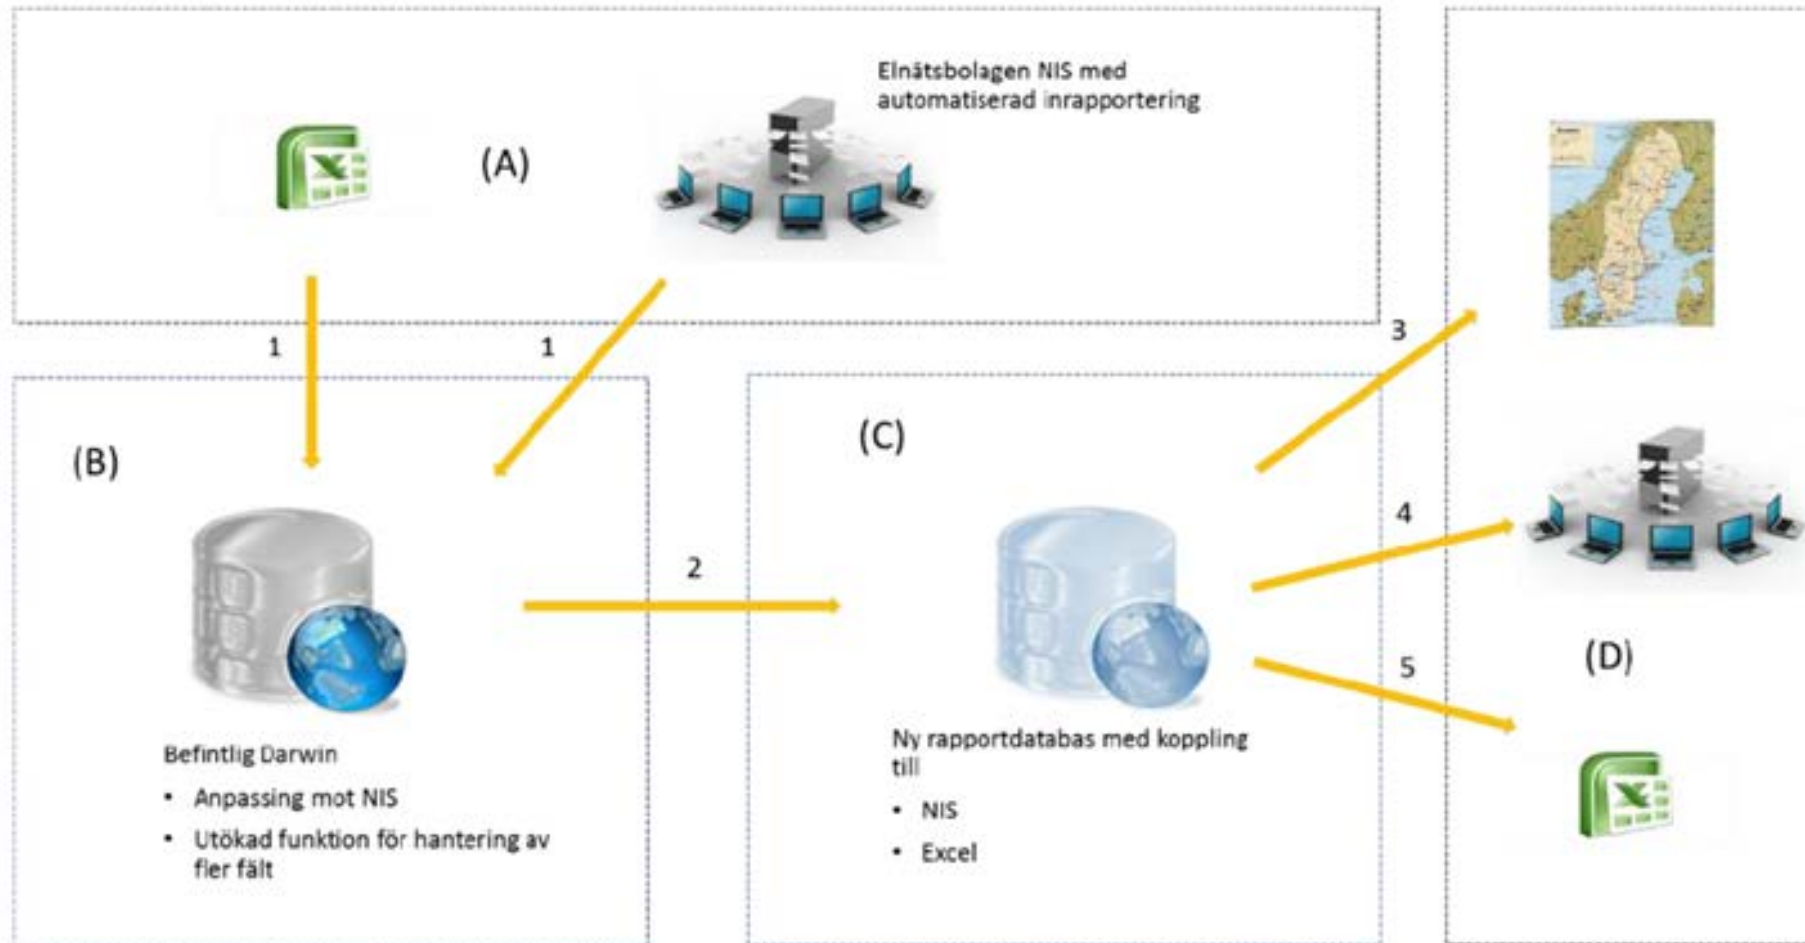 Elnätsbolagen NIS med
automatiserad inrapportering
(A)
1
1
3
(B)
(C)
4
2
5
(D)
Befintlig Darwin
• Anpassing mot NIS
• Utökad funktion för hantering av
fler fält
Ny rapportdatabas med koppling
till
• NIS
• Excel